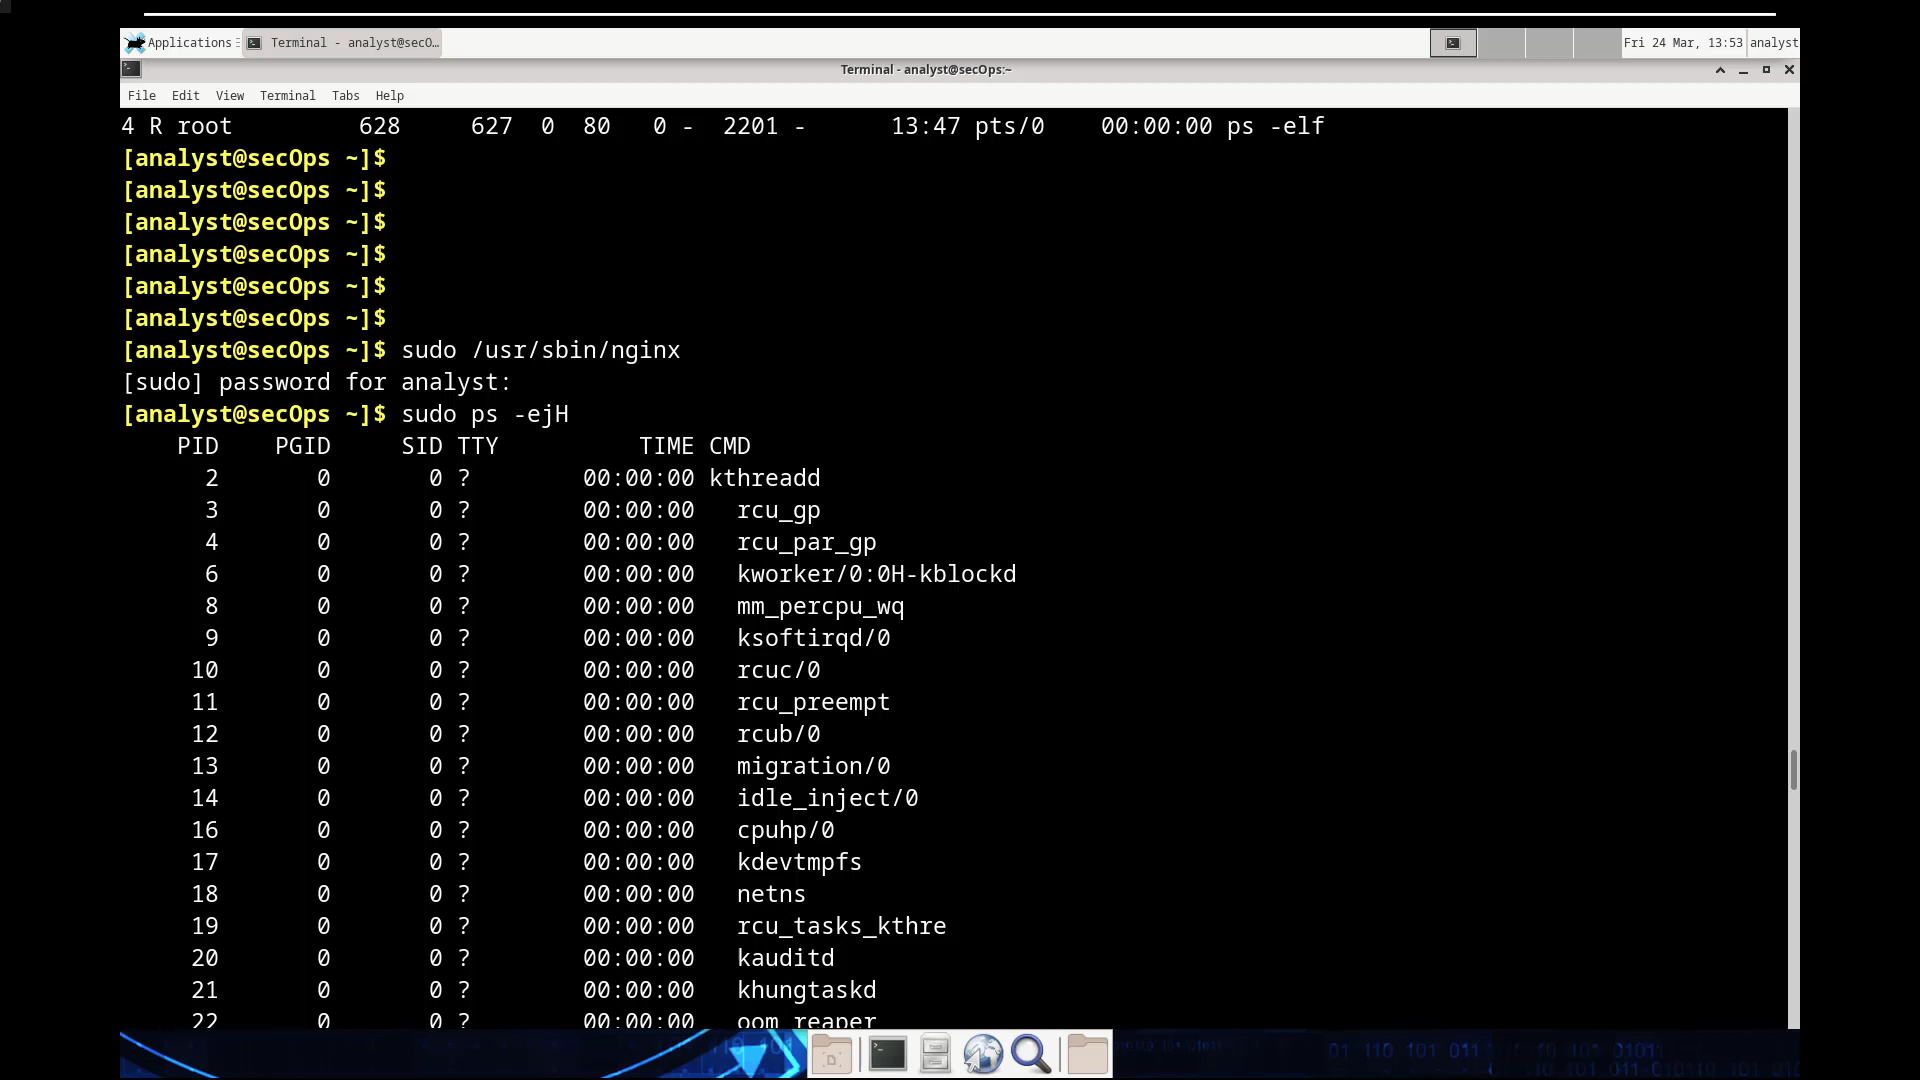 Applications
Terminal - analyst@secO…
Fri 24 Mar, 13:53
analyst
Terminal - analyst@secOps:~
File Edit View Terminal Tabs Help
4 R root 628 627 0 80 0 - 2201 - 13:47 pts/0 00:00:00 ps -elf
[analyst@secOps ~]$
[analyst@secOps ~]$
[analyst@secOps ~]$
[analyst@secOps ~]$
[analyst@secOps ~]$
[analyst@secOps ~]$
[analyst@secOps ~]$ sudo /usr/sbin/nginx
[sudo] password for analyst:
[analyst@secOps ~]$ sudo ps -ejH
PID PGID SID TTY TIME CMD
2 0 0 ? 00:00:00 kthreadd
3 0 0 ? 00:00:00 rcu_gp
4 0 0 ? 00:00:00 rcu_par_gp
6 0 0 ? 00:00:00 kworker/0:0H-kblockd
8 0 0 ? 00:00:00 mm_percpu_wq
9 0 0 ? 00:00:00 ksoftirqd/0
10 0 0 ? 00:00:00 rcuc/0
11 0 0 ? 00:00:00 rcu_preempt
12 0 0 ? 00:00:00 rcub/0
13 0 0 ? 00:00:00 migration/0
14 0 0 ? 00:00:00 idle_inject/0
16 0 0 ? 00:00:00 cpuhp/0
17 0 0 ? 00:00:00 kdevtmpfs
18 0 0 ? 00:00:00 netns
19 0 0 ? 00:00:00 rcu_tasks_kthre
20 0 0 ? 00:00:00 kauditd
21 0 0 ? 00:00:00 khungtaskd
22 0 0 ? 00:00:00 oom_reaper